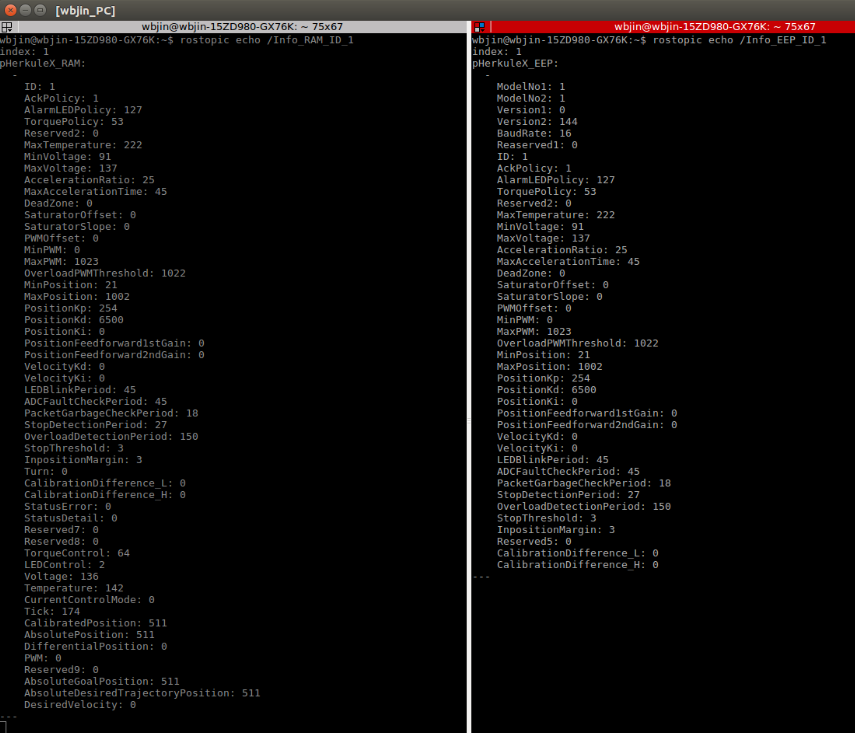 [wbjin_PC]
wbjin@wbjin-15ZD980-GX76K: ~ 75x67
wbjin@wbjin-15ZD980-GX76K:~$ rostopic echo /Info_RAM_ID_1
index: 1
pHerkuleX_RAM:
-
ID: 1
AckPolicy: 1
AlarmLEDPolicy: 127
TorquePolicy: 53
Reserved2: 0
MaxTemperature: 222
MinVoltage: 91
MaxVoltage: 137
AccelerationRatio: 25
MaxAccelerationTime: 45
DeadZone: 0
SaturatorOffset: 0
SaturatorSlope: 0
PWMOffset: 0
MinPWM: 0
MaxPWM: 1023
OverloadPWMThreshold: 1022
MinPosition: 21
MaxPosition: 1002
PositionKp: 254
PositionKd: 6500
PositionKi: 0
PositionFeedforward1stGain: 0
PositionFeedforward2ndGain: 0
VelocityKd: 0
VelocityKi: 0
LEDBlinkPeriod: 45
ADCFaultCheckPeriod: 45
PacketGarbageCheckPeriod: 18
StopDetectionPeriod: 27
OverloadDetectionPeriod: 150
StopThreshold: 3
InpositionMargin: 3
Turn: 0
CalibrationDifference_L: 0
CalibrationDifference_H: 0
StatusError: 0
StatusDetail: 0
Reserved7: 0
Reserved8: 0
TorqueControl: 64
LEDControl: 2
Voltage: 136
Temperature: 142
CurrentControlMode: 0
Tick: 174
CalibratedPosition: 511
AbsolutePosition: 511
DifferentialPosition: 0
PWM: 0
Reserved9: 0
AbsoluteGoalPosition: 511
AbsoluteDesiredTrajectoryPosition: 511
DesiredVelocity: 0
---
wbjin@wbjin-15ZD980-GX76K: ~ 75x67
wbjin@wbjin-15ZD980-GX76K:~$ rostopic echo /Info_EEP_ID_1
index: 1
pHerkuleX_EEP:
-
ModelNo1: 1
ModelNo2: 1
Version1: 0
Version2: 144
BaudRate: 16
Reaserved1: 0
ID: 1
AckPolicy: 1
AlarmLEDPolicy: 127
TorquePolicy: 53
Reserved2: 0
MaxTemperature: 222
MinVoltage: 91
MaxVoltage: 137
AccelerationRatio: 25
MaxAccelerationTime: 45
DeadZone: 0
SaturatorOffset: 0
SaturatorSlope: 0
PWMOffset: 0
MinPWM: 0
MaxPWM: 1023
OverloadPWMThreshold: 1022
MinPosition: 21
MaxPosition: 1002
PositionKp: 254
PositionKd: 6500
PositionKi: 0
PositionFeedforward1stGain: 0
PositionFeedforward2ndGain: 0
VelocityKd: 0
VelocityKi: 0
LEDBlinkPeriod: 45
ADCFaultCheckPeriod: 45
PacketGarbageCheckPeriod: 18
StopDetectionPeriod: 27
OverloadDetectionPeriod: 150
StopThreshold: 3
InpositionMargin: 3
Reserved5: 0
CalibrationDifference_L: 0
CalibrationDifference_H: 0
---